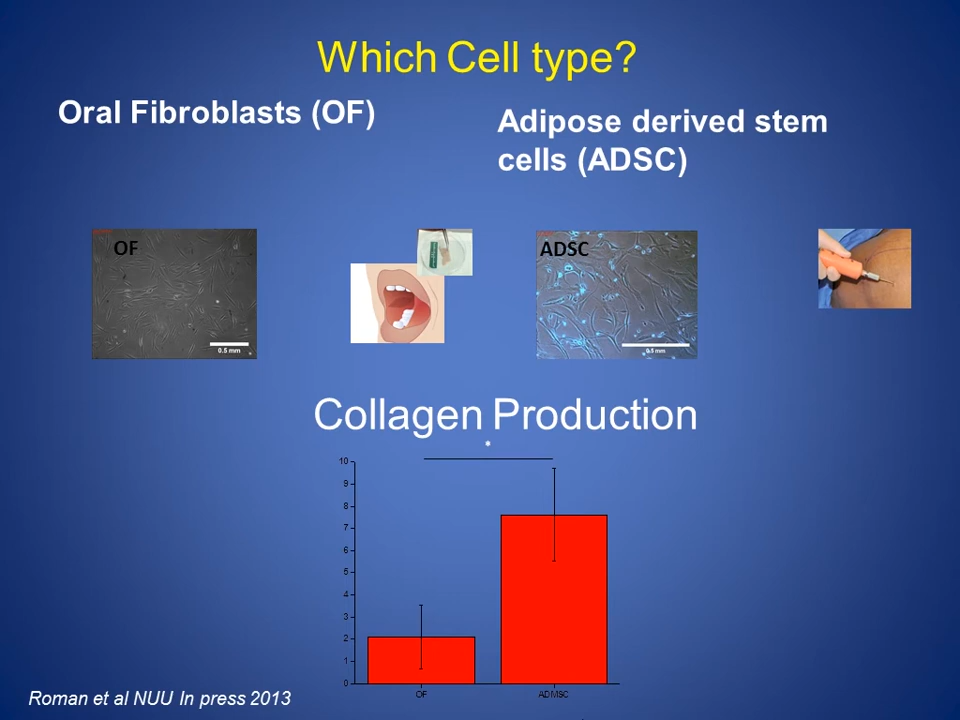 Which Cell type?
Oral Fibroblasts (OF)
Adipose derived stem
cells (ADSC)
OF
0.5 mm
ADSC
0.5 mm
Collagen Production
*
10
9
8
7
6
5
4
3
2
1
0
OF
ADMSC
Roman et al NUU In press 2013